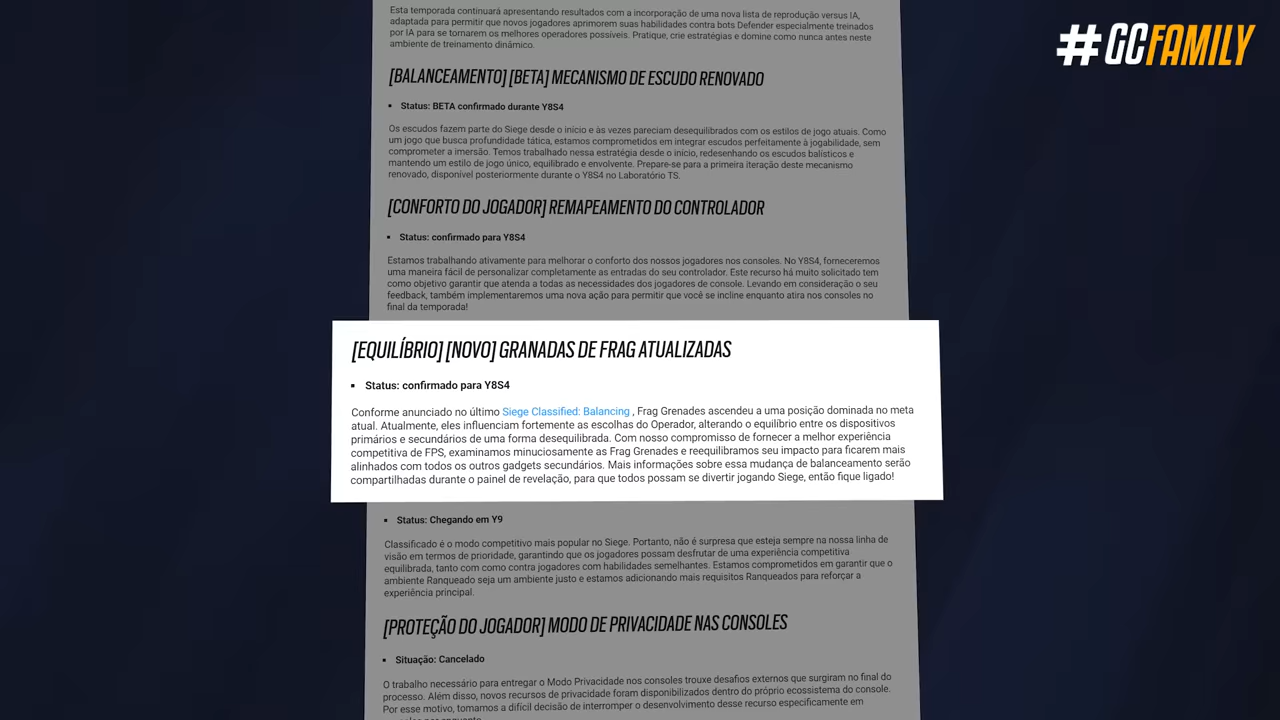 Esta temporada continuará apresentando resultados com a incorporação de uma nova lista de reprodução versus IA,
adaptada para permitir que novos jogadores aprimorem suas habilidades contra bots Defender especialmente treinados
por IA para se tornarem os melhores operadores possíveis. Pratique, crie estratégias e domine como nunca antes neste
ambiente de treinamento dinâmico.
#GCFAMILY
[BALANCEAMENTO] [BETA] MECANISMO DE ESCUDO RENOVADO
▪ Status: BETA confirmado durante Y8S4
Os escudos fazem parte do Siege desde o início e às vezes pareciam desequilibrados com os estilos de jogo atuais. Como
um jogo que busca profundidade tática, estamos comprometidos em integrar escudos perfeitamente à jogabilidade, sem
comprometer a imersão. Temos trabalhado nessa estratégia desde o início, redesenhando os escudos balísticos e
mantendo um estilo de jogo único, equilibrado e envolvente. Prepare-se para a primeira iteração deste mecanismo
renovado, disponível posteriormente durante o Y8S4 no Laboratório TS.
[CONFORTO DO JOGADOR] REMAPEAMENTO DO CONTROLADOR
▪ Status: confirmado para Y8S4
Estamos trabalhando ativamente para melhorar o conforto dos nossos jogadores nos consoles. No Y8S4, forneceremos
uma maneira fácil de personalizar completamente as entradas do seu controlador. Este recurso há muito solicitado tem
como objetivo garantir que atenda a todas as necessidades dos jogadores de console. Levando em consideração o seu
feedback, também implementaremos uma nova ação para permitir que você se incline enquanto atira nos consoles no
final da temporada!
[EQUILÍBRIO] [NOVO] GRANADAS DE FRAG ATUALIZADAS
▪ Status: confirmado para Y8S4
Conforme anunciado no último Siege Classified: Balancing , Frag Grenades ascendeu a uma posição dominada no meta
atual. Atualmente, eles influenciam fortemente as escolhas do Operador, alterando o equilíbrio entre os dispositivos
primários e secundários de uma forma desequilibrada. Com nosso compromisso de fornecer a melhor experiência
competitiva de FPS, examinamos minuciosamente as Frag Grenades e reequilibramos seu impacto para ficarem mais
alinhados com todos os outros gadgets secundários. Mais informações sobre essa mudança de balanceamento serão
compartilhadas durante o painel de revelação, para que todos possam se divertir jogando Siege, então fique ligado!
▪ Status: Chegando em Y9
Classificado é o modo competitivo mais popular no Siege. Portanto, não é surpresa que esteja sempre na nossa linha de
visão em termos de prioridade, garantindo que os jogadores possam desfrutar de uma experiência competitiva
equilibrada, tanto com como contra jogadores com habilidades semelhantes. Estamos comprometidos em garantir que o
ambiente Ranqueado seja um ambiente justo e estamos adicionando mais requisitos Ranqueados para reforçar a
experiência principal.
[PROTEÇÃO DO JOGADOR] MODO DE PRIVACIDADE NAS CONSOLES
▪ Situação: Cancelado
O trabalho necessário para entregar o Modo Privacidade nos consoles trouxe desafios externos que surgiram no final do
processo. Além disso, novos recursos de privacidade foram disponibilizados dentro do próprio ecossistema do console.
Por esse motivo, tomamos a difícil decisão de interromper o desenvolvimento desse recurso especificamente em